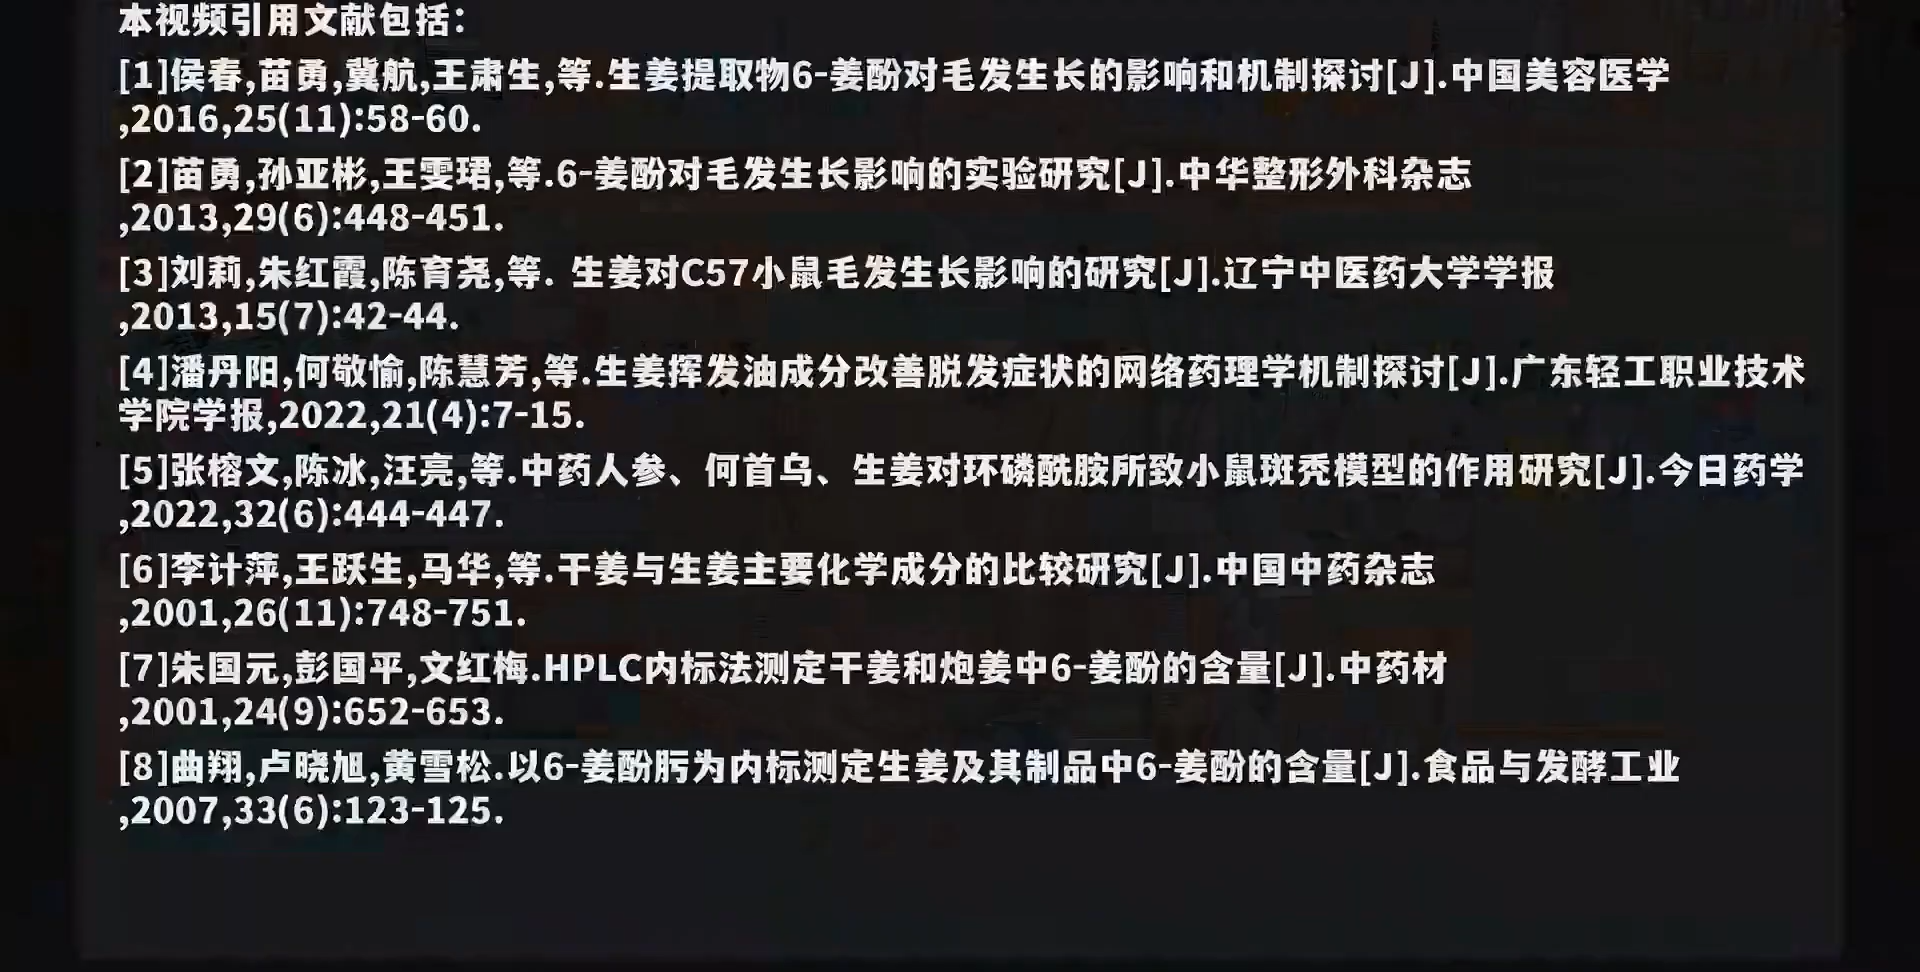 本视频引用文献包括：
[1]侯春,苗勇,冀航,王肃生,等.生姜提取物6-姜酚对毛发生长的影响和机制探讨[J].中国美容医学
,2016,25(11):58-60.
[2]苗勇,孙亚彬,王雯珺,等.6-姜酚对毛发生长影响的实验研究[J].中华整形外科杂志
,2013,29(6):448-451.
[3]刘莉,朱红霞,陈育尧,等. 生姜对C57小鼠毛发生长影响的研究[J].辽宁中医药大学学报
,2013,15(7):42-44.
[4]潘丹阳,何敬愉,陈慧芳,等.生姜挥发油成分改善脱发症状的网络药理学机制探讨[J].广东轻工职业技术
学院学报,2022,21(4):7-15.
[5]张榕文,陈冰,汪亮,等.中药人参、何首乌、生姜对环磷酰胺所致小鼠斑秃模型的作用研究[J].今日药学
,2022,32(6):444-447.
[6]李计萍,王跃生,马华,等.干姜与生姜主要化学成分的比较研究[J].中国中药杂志
,2001,26(11):748-751.
[7]朱国元,彭国平,文红梅.HPLC内标法测定干姜和炮姜中6-姜酚的含量[J].中药材
,2001,24(9):652-653.
[8]曲翔,卢晓旭,黄雪松.以6-姜酚肟为内标测定生姜及其制品中6-姜酚的含量[J].食品与发酵工业
,2007,33(6):123-125.